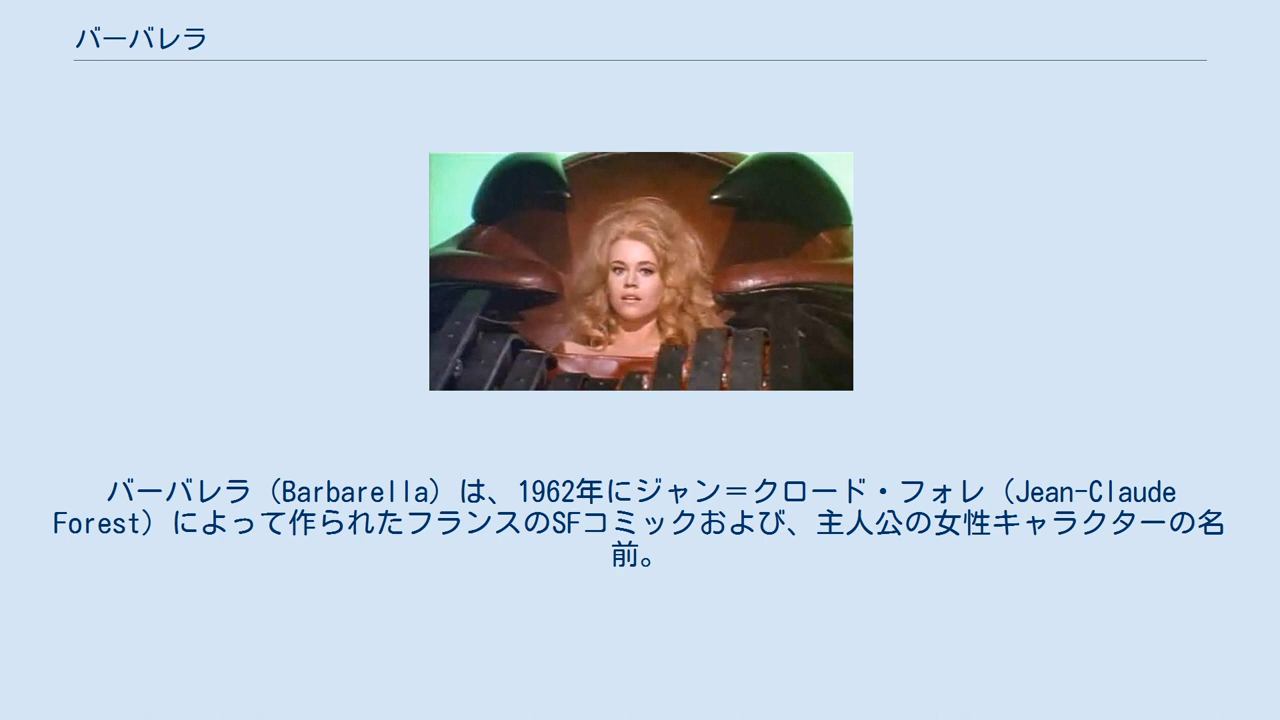 バーバレラ
バーバレラ（Barbarella）は、1962年にジャン＝クロード・フォレ（Jean-Claude
Forest）によって作られたフランスのSFコミックおよび、主人公の女性キャラクターの名
前。